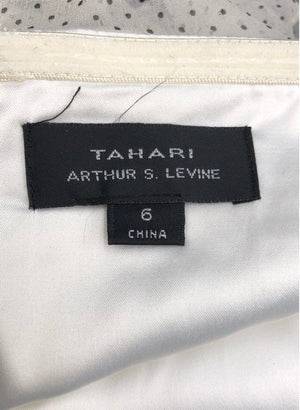 TAHARI
ARTHUR S. LEVINE
6
CHINA